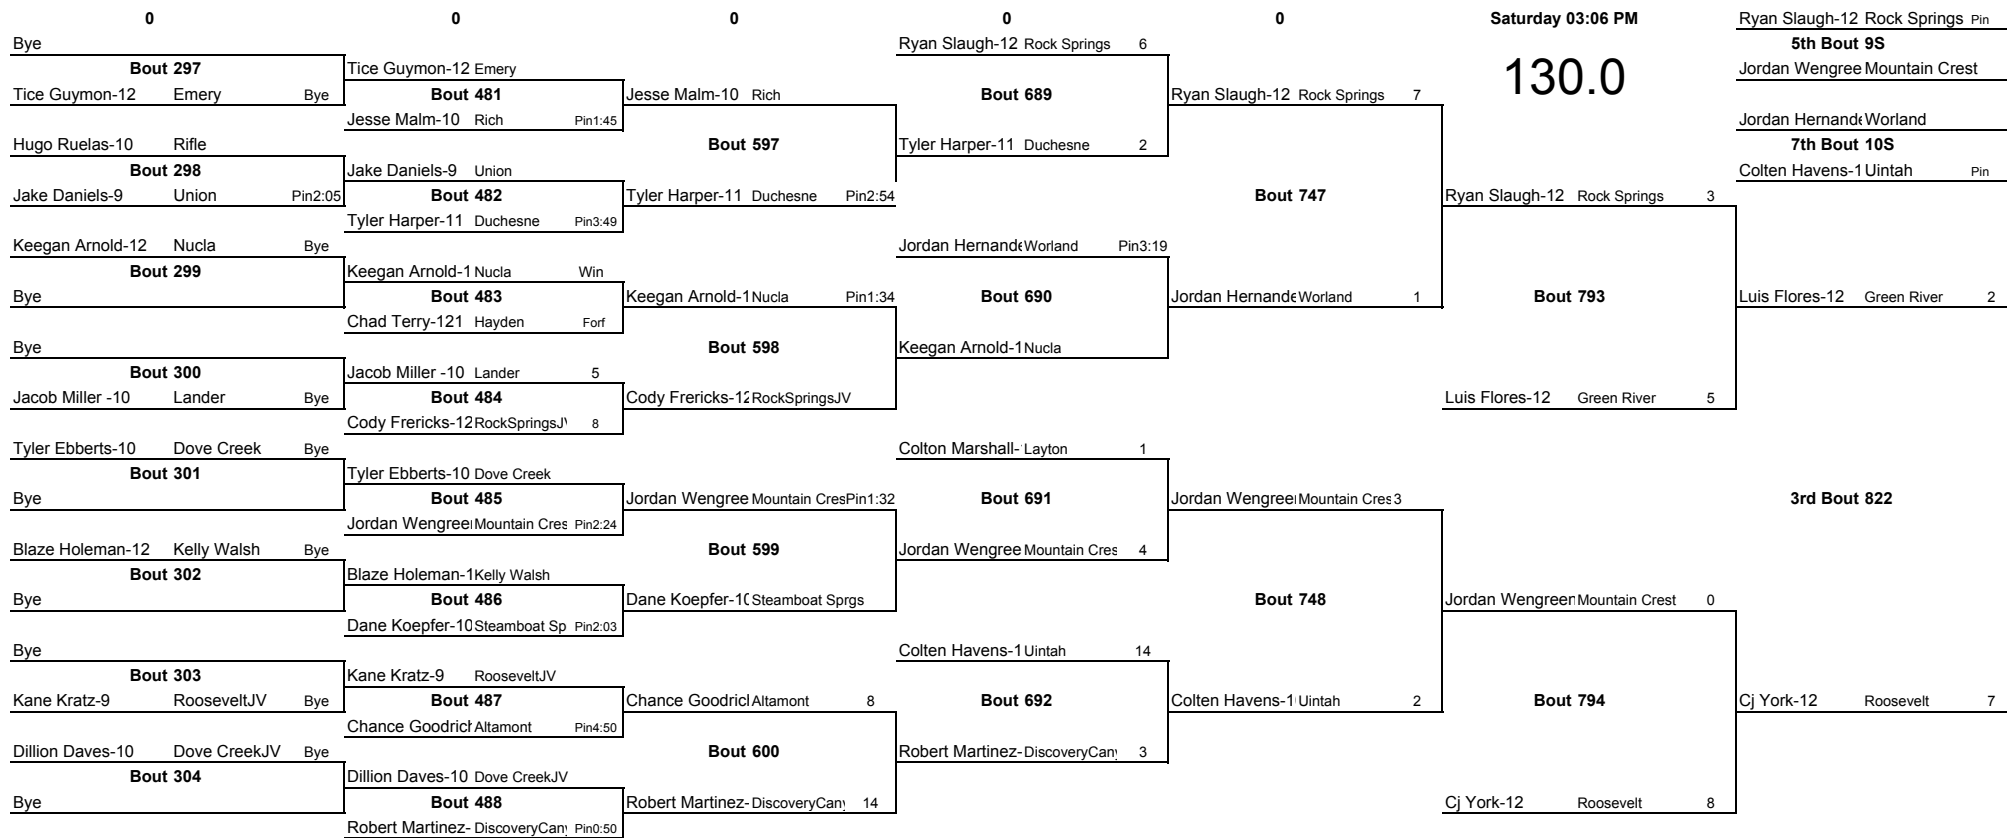 0 0 0 0 0 Saturday 03:06 PM Ryan Slaugh-12 Rock Springs Pin
Bye Ryan Slaugh-12 Rock Springs 6 5th Bout 9S
Bout 297 Tice Guymon-12 Emery 130.0 Jordan Wengree Mountain Crest
Tice Guymon-12 Emery Bye Bout 481 Jesse Malm-10 Rich Bout 689 Ryan Slaugh-12 Rock Springs 7
Jesse Malm-10 Rich Pin1:45 Jordan Hernande Worland
Hugo Ruelas-10 Rifle Bout 597 Tyler Harper-11 Duchesne 2 7th Bout 10S
Bout 298 Jake Daniels-9 Union Colten Havens-1 Uintah Pin
Jake Daniels-9 Union Pin2:05 Bout 482 Tyler Harper-11 Duchesne Pin2:54 Bout 747 Ryan Slaugh-12 Rock Springs 3
Tyler Harper-11 Duchesne Pin3:49
Keegan Arnold-12 Nucla Bye Jordan Hernande Worland Pin3:19
Bout 299 Keegan Arnold-1 Nucla Win
Bye Bout 483 Keegan Arnold-1 Nucla Pin1:34 Bout 690 Jordan Hernande Worland 1 Bout 793 Luis Flores-12 Green River 2
Chad Terry-121 Hayden Forf
Bye Bout 598 Keegan Arnold-1 Nucla
Bout 300 Jacob Miller -10 Lander 5
Jacob Miller -10 Lander Bye Bout 484 Cody Frericks-12 RockSpringsJV Luis Flores-12 Green River 5
Cody Frericks-12 RockSpringsJV 8
Tyler Ebberts-10 Dove Creek Bye Colton Marshall- Layton 1
Bout 301 Tyler Ebberts-10 Dove Creek
Bye Bout 485 Jordan Wengree Mountain Cres Pin1:32 Bout 691 Jordan Wengree Mountain Cres 3 3rd Bout 822
Jordan Wengree Mountain Cres Pin2:24
Blaze Holeman-12 Kelly Walsh Bye Bout 599 Jordan Wengree Mountain Cres 4
Bout 302 Blaze Holeman-1 Kelly Walsh
Bye Bout 486 Dane Koepfer-10 Steamboat Sprgs Bout 748 Jordan Wengreen Mountain Crest 0
Dane Koepfer-10 Steamboat Sp Pin2:03
Bye Colten Havens-1 Uintah 14
Bout 303 Kane Kratz-9 RooseveltJV
Kane Kratz-9 RooseveltJV Bye Bout 487 Chance Goodrich Altamont 8 Bout 692 Colten Havens-1 Uintah 2 Bout 794 Cj York-12 Roosevelt 7
Chance Goodrich Altamont Pin4:50
Dillion Daves-10 Dove CreekJV Bye Bout 600 Robert Martinez- DiscoveryCany 3
Bout 304 Dillion Daves-10 Dove CreekJV
Bye Bout 488 Robert Martinez- DiscoveryCany 14 Cj York-12 Roosevelt 8
Robert Martinez- DiscoveryCany Pin0:50